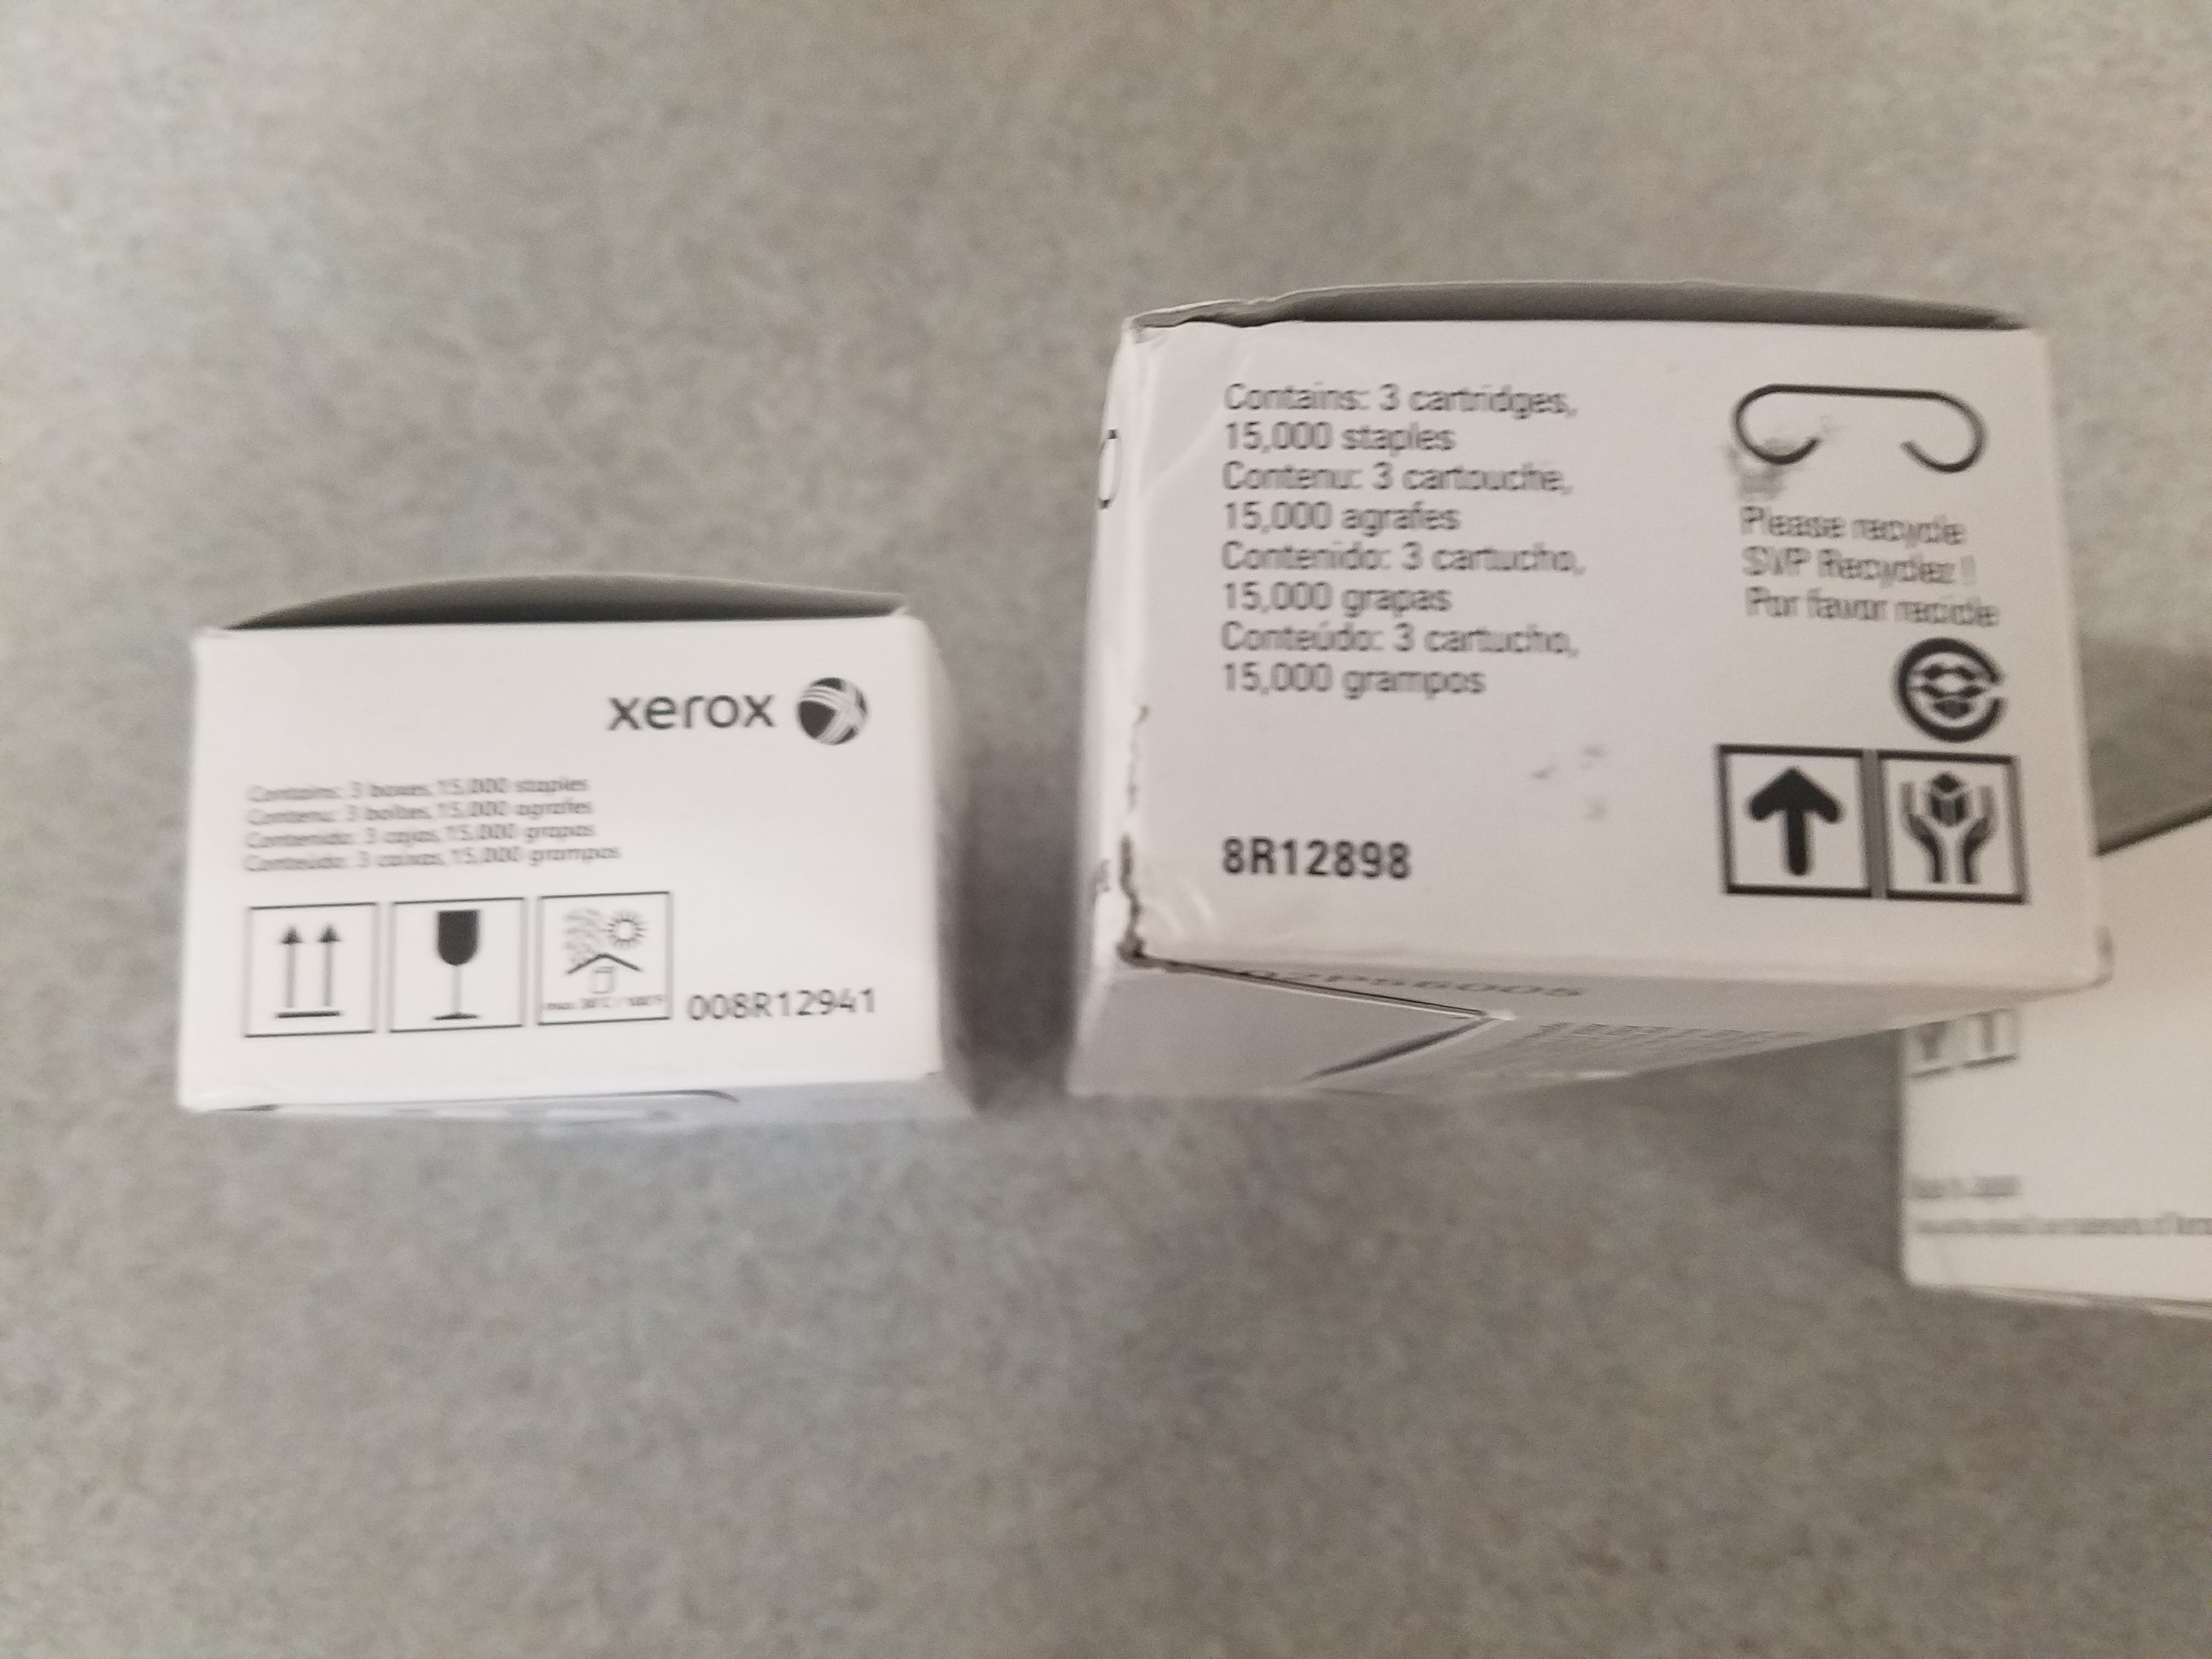 xerox
Contains: 3 boxes, 15,000 staples
Contenu: 3 boîtes, 15,000 agrafes
Contenido: 3 cajas, 15,000 grapas
Conteúdo: 3 caixas, 15,000 grampos
008R12941
Contains: 3 cartridges,
15,000 staples
Contenu: 3 cartouche,
15,000 agrafes
Contenido: 3 cartucho,
15,000 grapas
Conteúdo: 3 cartucho,
15,000 grampos
8R12898
Please recycle
SVP Recyclez !
Por favor recicle